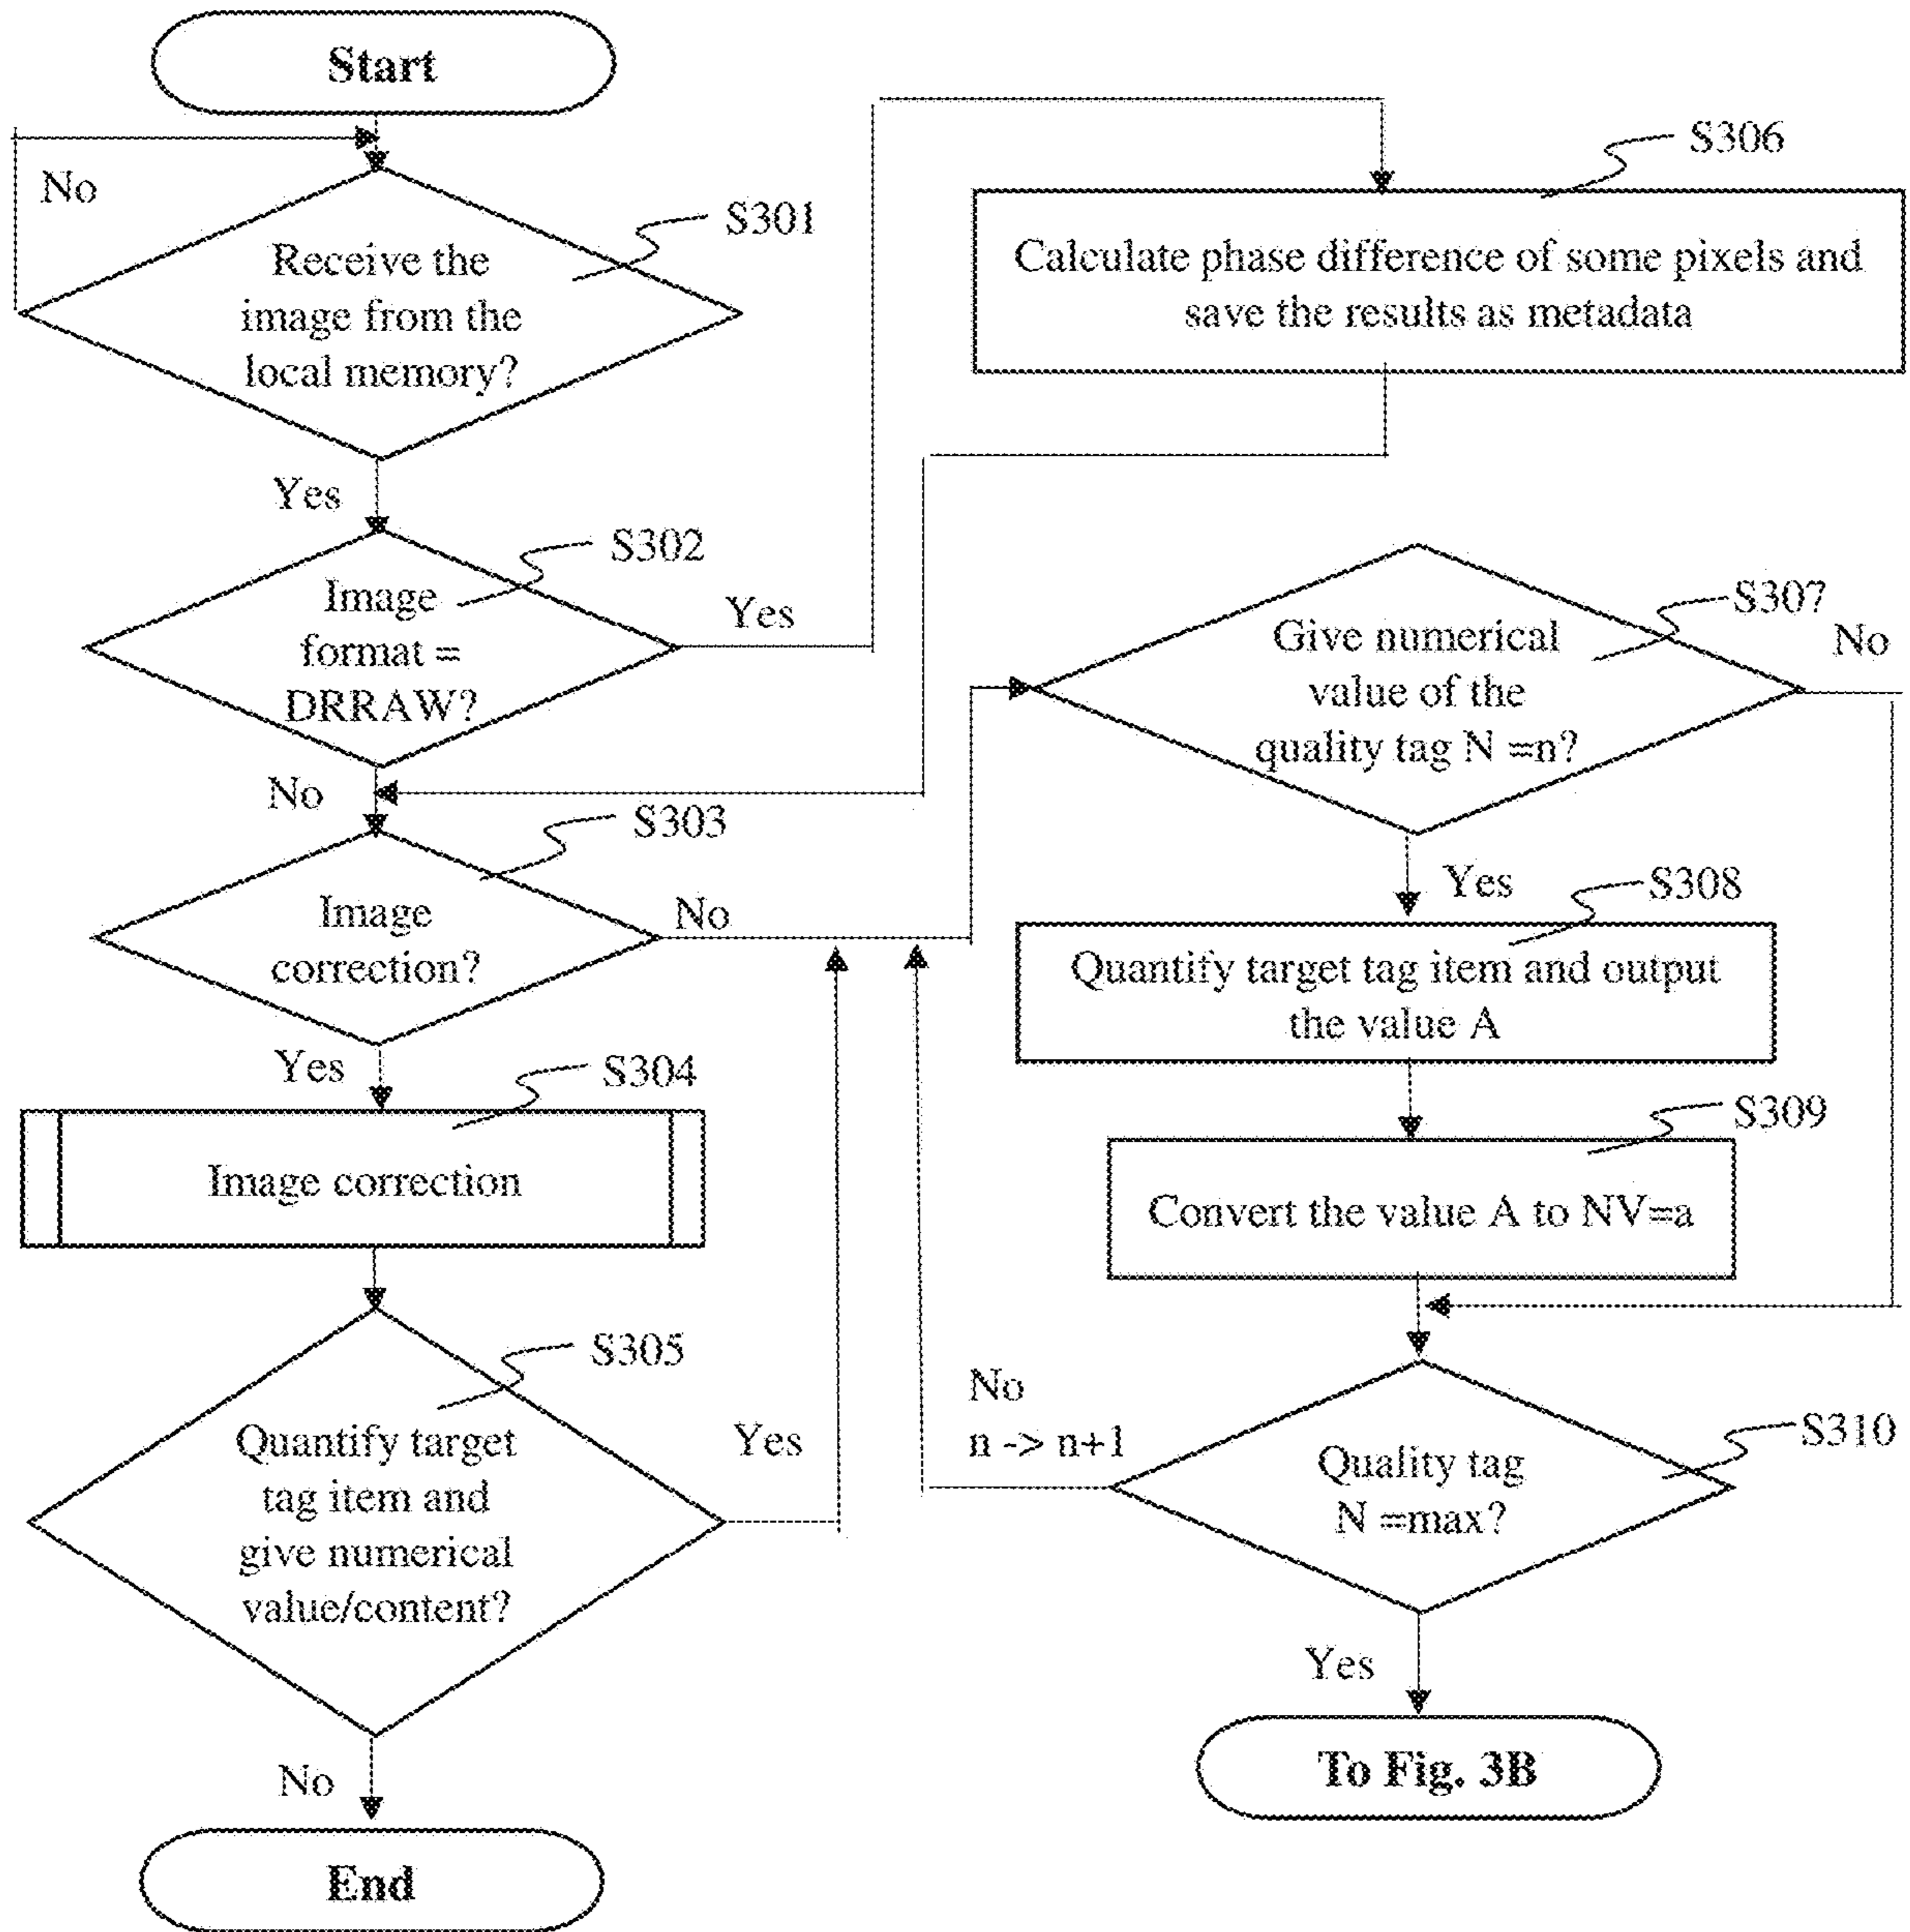 Start
No
S301
Receive the
image from the
local memory?
Yes
S302
Image
format =
DRRAW?
Yes
No
S303
Image
correction?
No
Yes
S304
Image correction
S305
Quantify target
tag item and
give numerical
value/content?
Yes
No
End
S306
Calculate phase difference of some pixels and
save the results as metadata
S307
Give numerical
value of the
quality tag N =n?
No
Yes
S308
Quantify target tag item and output
the value A
S309
Convert the value A to NV=a
No
n -> n+1
S310
Quality tag
N =max?
Yes
To Fig. 3B